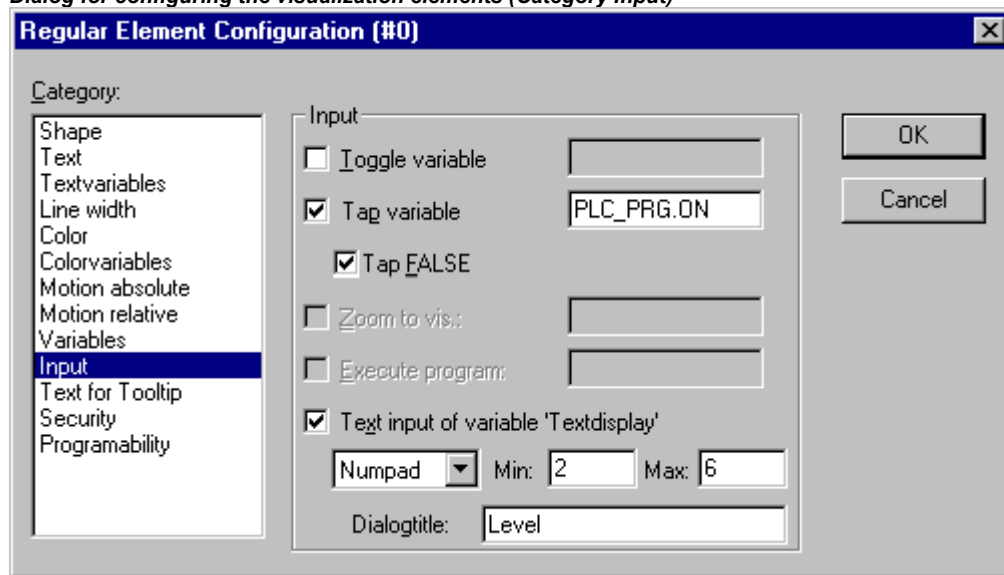 Dialog for configuring the visualization elements (Category Input)
Regular Element Configuration (#0)
Category:
Shape
Text
Textvariables
Line width
Color
Colorvariables
Motion absolute
Motion relative
Variables
Input
Text for Tooltip
Security
Programability
Input
Toggle variable
Tap variable PLC_PRG.ON
Tap FALSE
Zoom to vis.:
Execute program:
Text input of variable 'Textdisplay'
Numpad Min: 2 Max: 6
Dialogtitle: Level
OK
Cancel